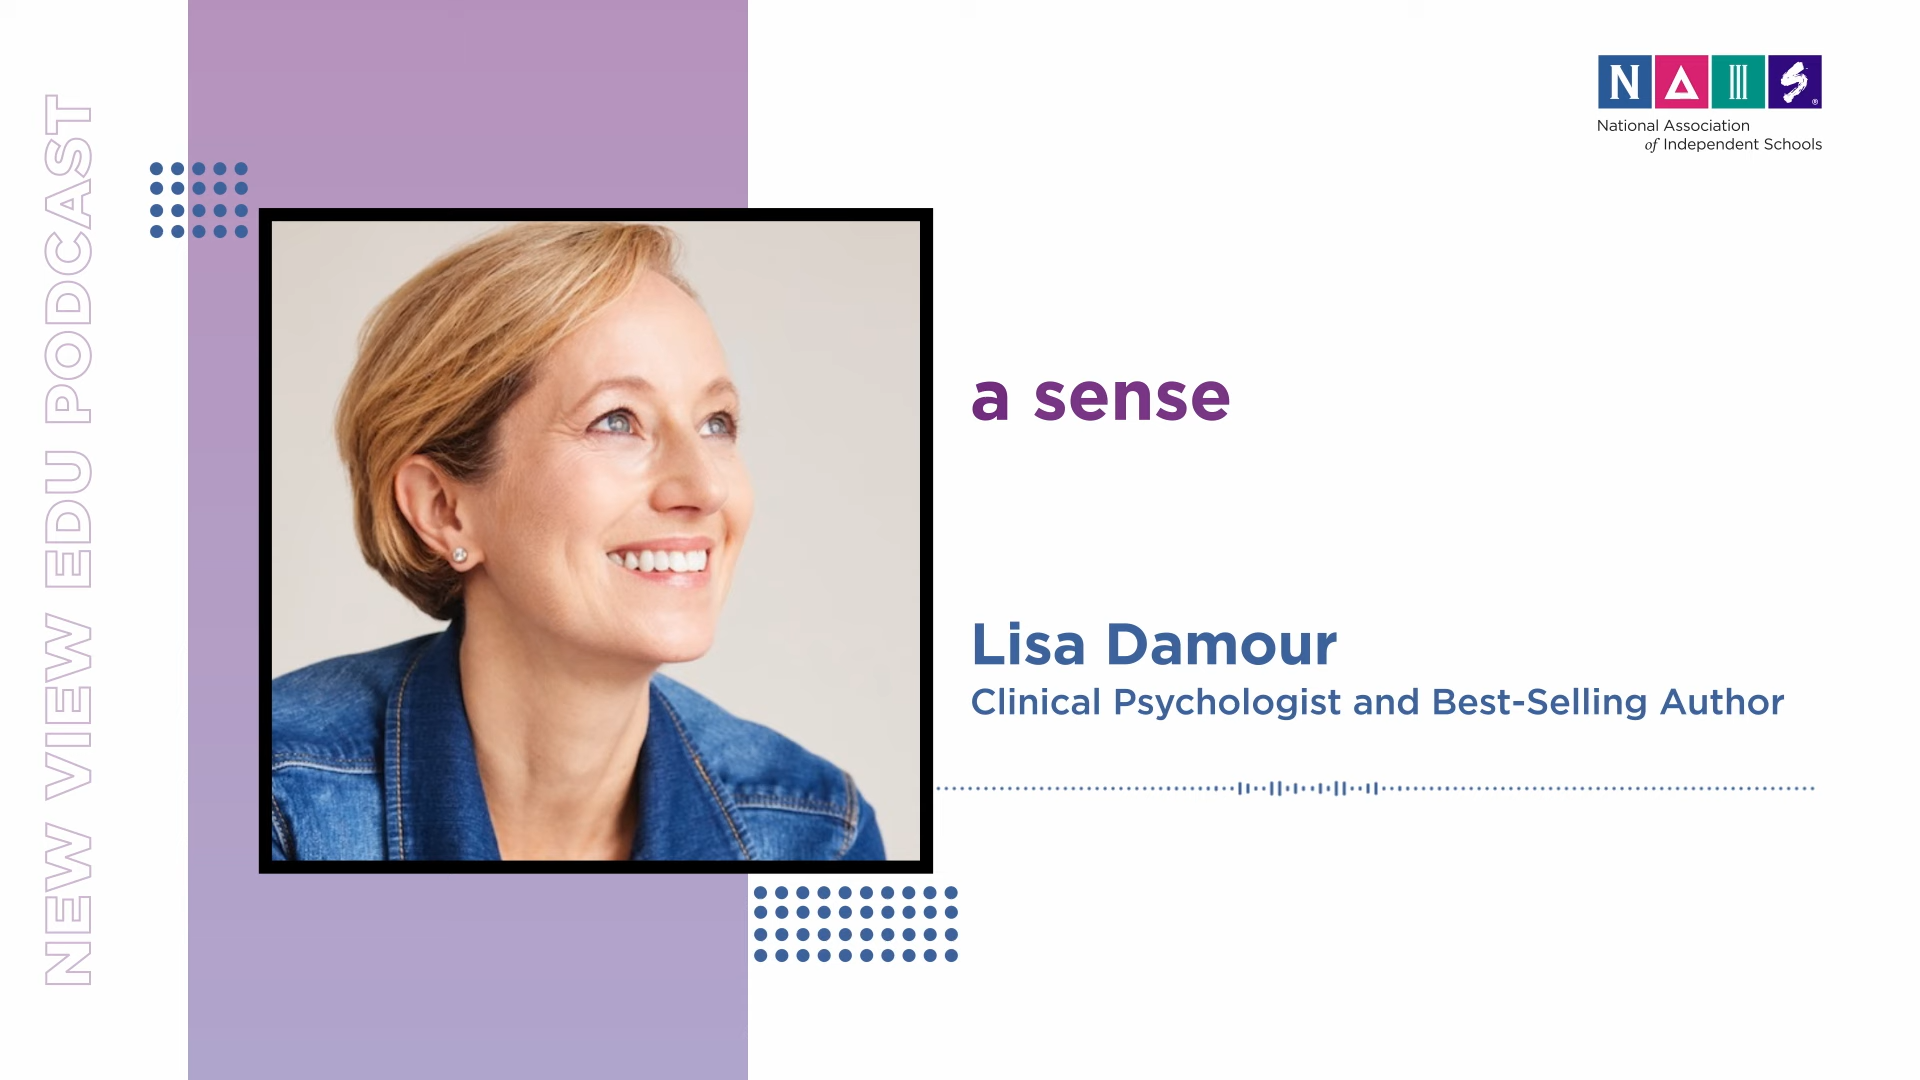 NEW VIEW EDU PODCAST
NAIS
National Association
of Independent Schools
a sense
Lisa Damour
Clinical Psychologist and Best-Selling Author